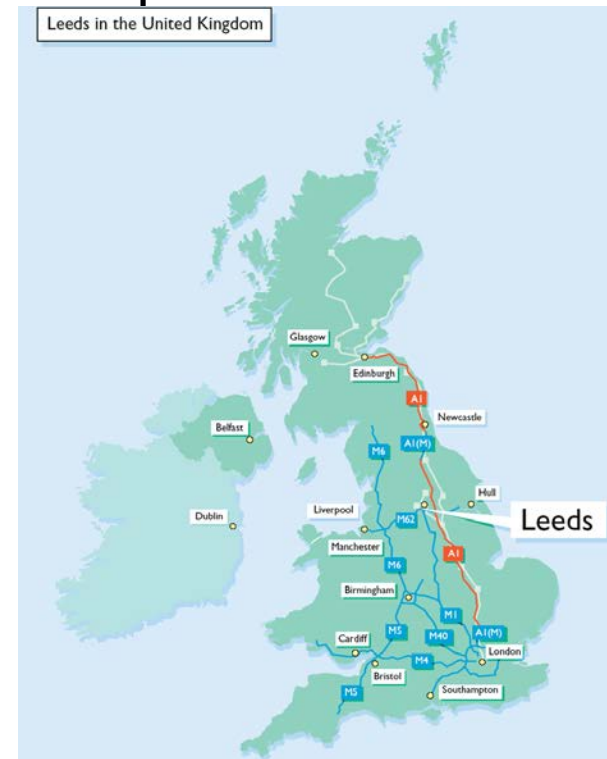 Leeds in the United Kingdom
Glasgow
Edinburgh
A1
Newcastle
Belfast
A1(M)
M6
Hull
Liverpool
Dublin
M62
Leeds
Manchester
A1
M6
Birmingham
M1
M5
A1(M)
M40
Cardiff
London
M4
Bristol
Southampton
M5